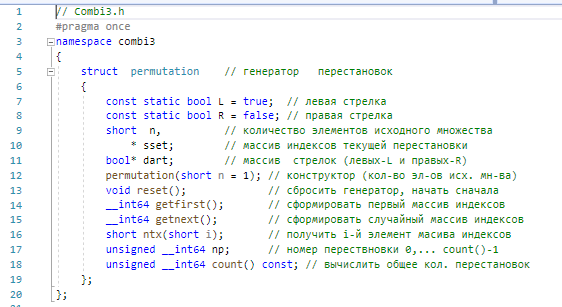 1 // Combi3.h
2 #pragma once
3 namespace combi3
4 {
5 struct permutation // генератор перестановок
6 {
7 const static bool L = true; // левая стрелка
8 const static bool R = false; // правая стрелка
9 short n, // количество элементов исходного множества
10 * sset; // массив индексов текущей перестановки
11 bool* dart; // массив стрелок (левых-L и правых-R)
12 permutation(short n = 1); // конструктор (кол-во эл-ов исх. мн-ва)
13 void reset(); // сбросить генератор, начать сначала
14 __int64 getfirst(); // сформировать первый массив индексов
15 __int64 getnext(); // сформировать случайный массив индексов
16 short ntx(short i); // получить i-й элемент масива индексов
17 unsigned __int64 np; // номер перествновки 0,... count()-1
18 unsigned __int64 count() const; // вычислить общее кол. перестановок
19 };
20 };